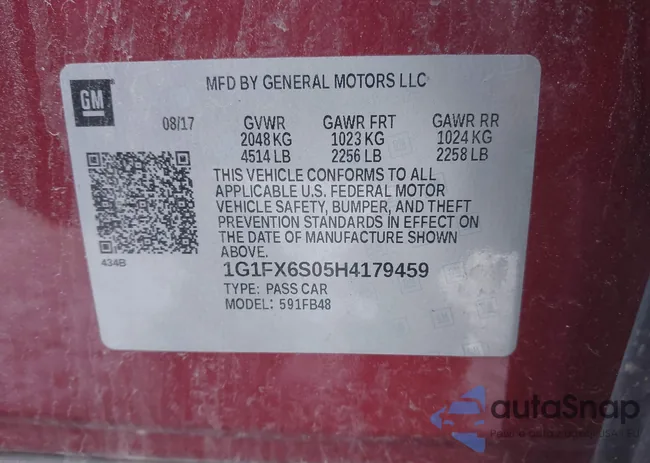 GM
MFD BY GENERAL MOTORS LLC
08/17 GVWR GAWR FRT GAWR RR
2048 KG 1023 KG 1024 KG
4514 LB 2256 LB 2258 LB
THIS VEHICLE CONFORMS TO ALL
APPLICABLE U.S. FEDERAL MOTOR
VEHICLE SAFETY, BUMPER, AND THEFT
PREVENTION STANDARDS IN EFFECT ON
THE DATE OF MANUFACTURE SHOWN
ABOVE.
434B
1G1FX6S05H4179459
TYPE: PASS CAR
MODEL: 591FB48
autaSnap